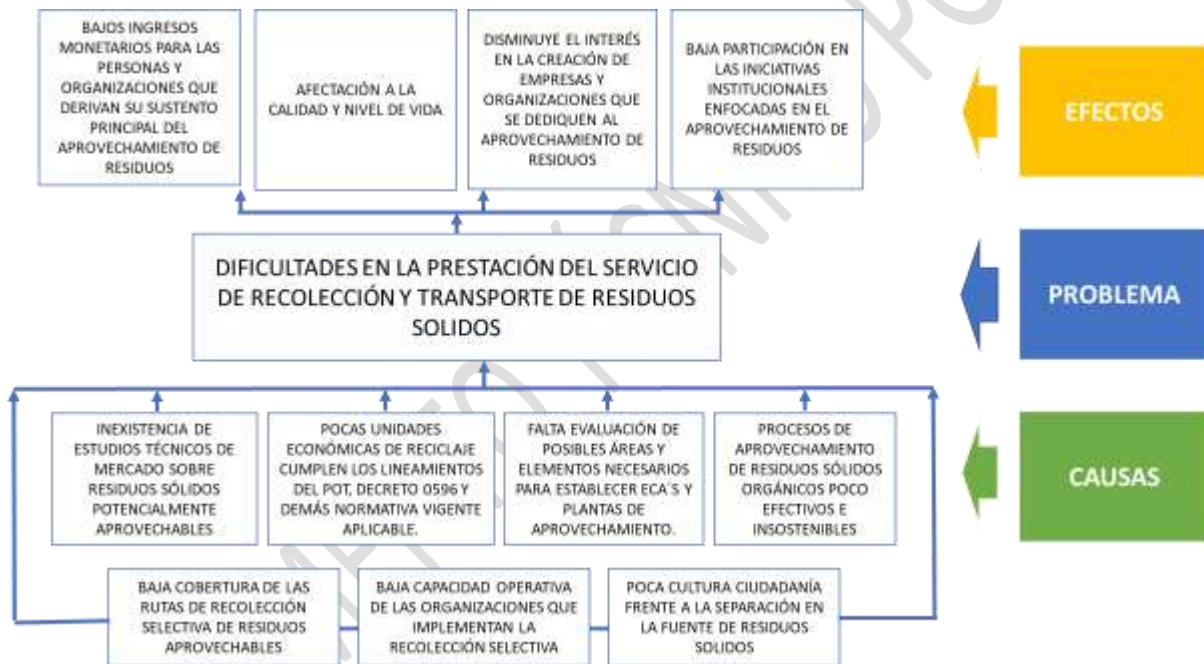 BAJOS INGRESOS
MONETARIOS PARA LAS
PERSONAS Y
ORGANIZACIONES QUE
DERIVAN SU SUSTENTO
PRINCIPAL DEL
APROVECHAMIENTO DE
RESIDUOS
AFECTACIÓN A LA
CALIDAD Y NIVEL DE VIDA
DISMINUYE EL INTERÉS
EN LA CREACIÓN DE
EMPRESAS Y
ORGANIZACIONES QUE
SE DEDIQUEN AL
APROVECHAMIENTO DE
RESIDUOS
BAJA PARTICIPACIÓN EN
LAS INICIATIVAS
INSTITUCIONALES
ENFOCADAS EN EL
APROVECHAMIENTO DE
RESIDUOS
EFECTOS
DIFICULTADES EN LA PRESTACIÓN DEL SERVICIO
DE RECOLECCIÓN Y TRANSPORTE DE RESIDUOS
SOLIDOS
PROBLEMA
INEXISTENCIA DE
ESTUDIOS TÉCNICOS DE
MERCADO SOBRE
RESIDUOS SÓLIDOS
POTENCIALMENTE
APROVECHABLES
POCAS UNIDADES
ECONÓMICAS DE RECICLAJE
CUMPLEN LOS LINEAMIENTOS
DEL POT, DECRETO 0596 Y
DEMÁS NORMATIVA VIGENTE
APLICABLE.
FALTA EVALUACIÓN DE
POSIBLES ÁREAS Y
ELEMENTOS NECESARIOS
PARA ESTABLECER ECA´S Y
PLANTAS DE
APROVECHAMIENTO.
PROCESOS DE
APROVECHAMIENTO
DE RESIDUOS SÓLIDOS
ORGÁNICOS POCO
EFECTIVOS E
INSOSTENIBLES
CAUSAS
BAJA COBERTURA DE LAS
RUTAS DE RECOLECCIÓN
SELECTIVA DE RESIDUOS
APROVECHABLES
BAJA CAPACIDAD OPERATIVA
DE LAS ORGANIZACIONES QUE
IMPLEMENTAN LA
RECOLECCIÓN SELECTIVA
POCA CULTURA CIUDADANÍA
FRENTE A LA SEPARACIÓN EN
LA FUENTE DE RESIDUOS
SOLIDOS